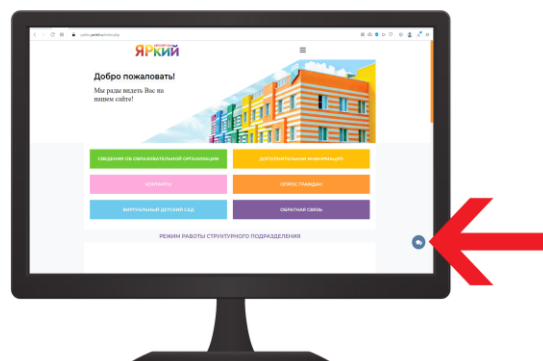 ЯРКИЙ
Добро пожаловать!
Мы рады видеть Вас на
нашем сайте!
СВЕДЕНИЯ ОБ ОБРАЗОВАТЕЛЬНОЙ ОРГАНИЗАЦИИ
ДОПОЛНИТЕЛЬНАЯ ИНФОРМАЦИЯ
КОНТАКТЫ
ОПРОС ГРАЖДАН
ВИРТУАЛЬНЫЙ ДЕТСКИЙ САД
ОБРАТНАЯ СВЯЗЬ
РЕЖИМ РАБОТЫ СТРУКТУРНОГО ПОДРАЗДЕЛЕНИЯ